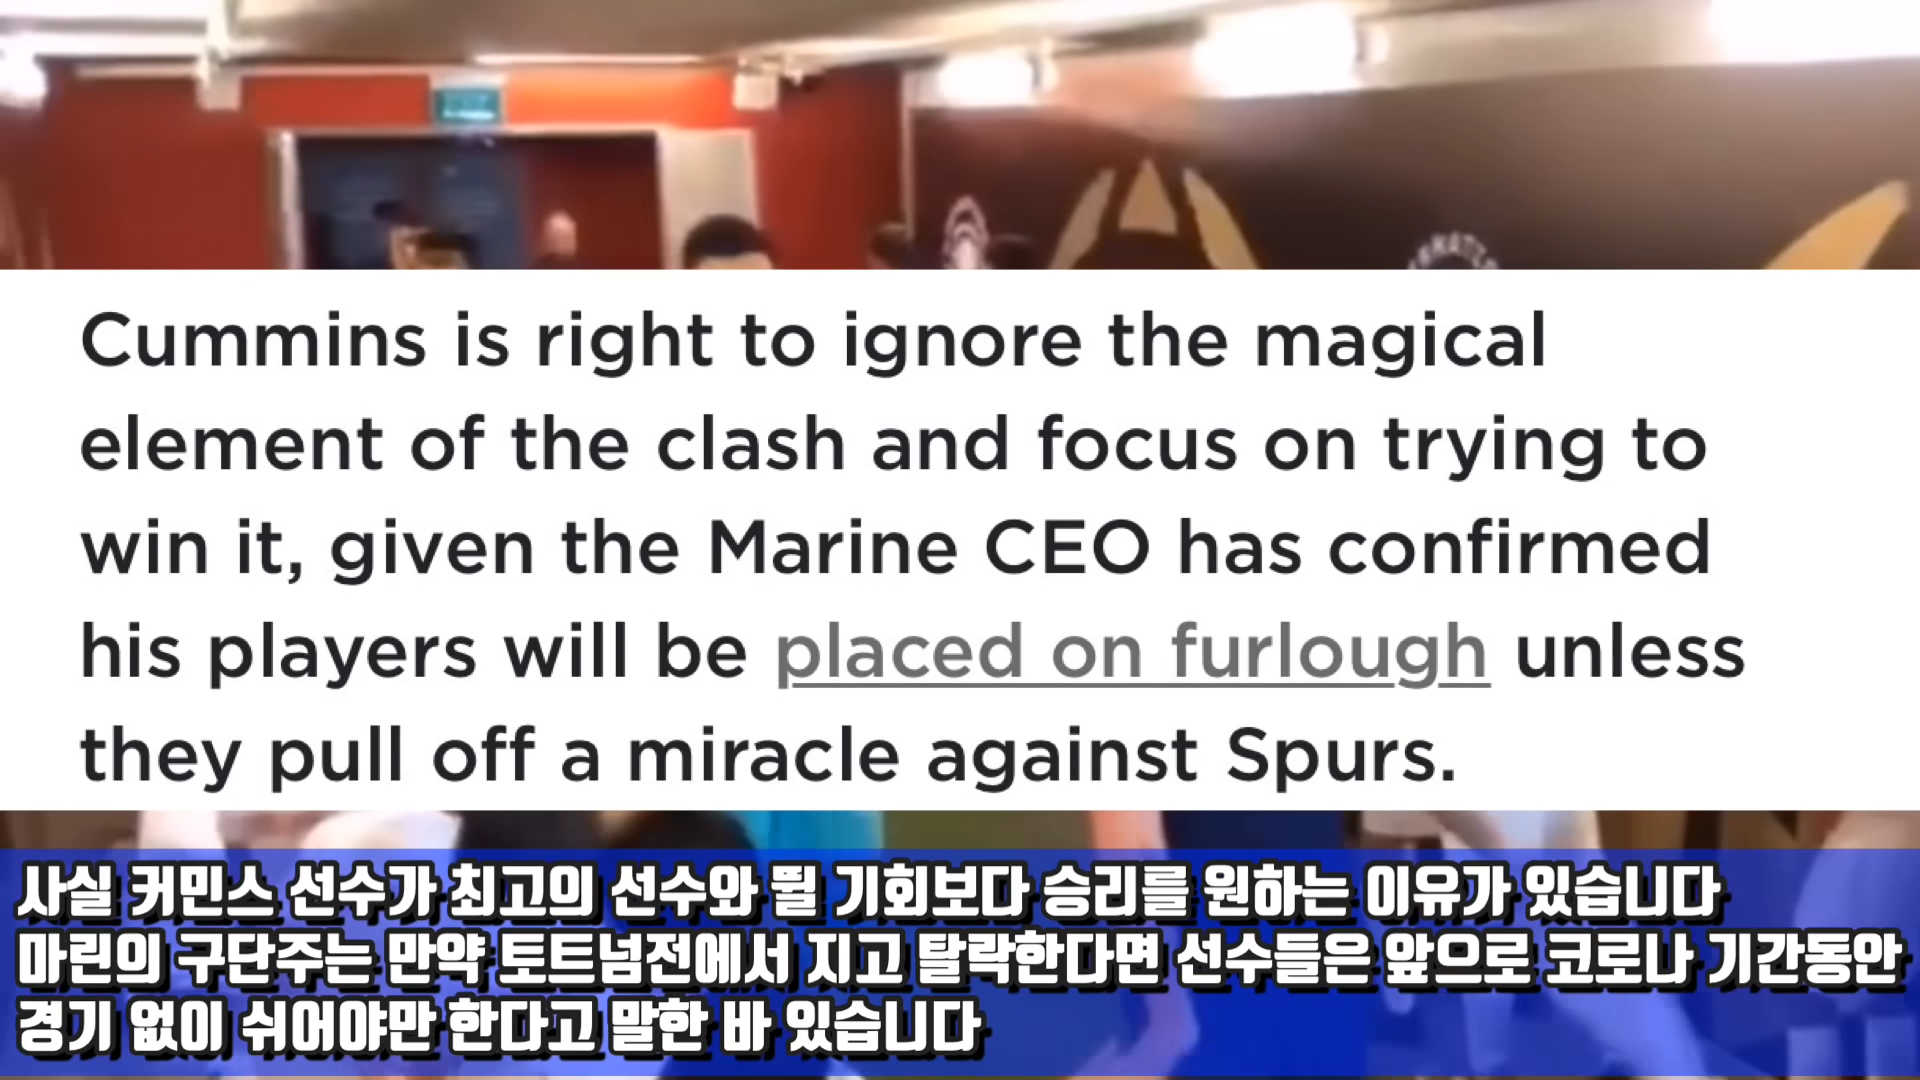 Cummins is right to ignore the magical
element of the clash and focus on trying to
win it, given the Marine CEO has confirmed
his players will be placed on furlough unless
they pull off a miracle against Spurs.
사실 커민스 선수가 최고의 선수와 뛸 기회보다 승리를 원하는 이유가 있습니다
마린의 구단주는 만약 토트넘전에서 지고 탈락한다면 선수들은 앞으로 코로나 기간동안
경기 없이 쉬어야만 한다고 말한 바 있습니다